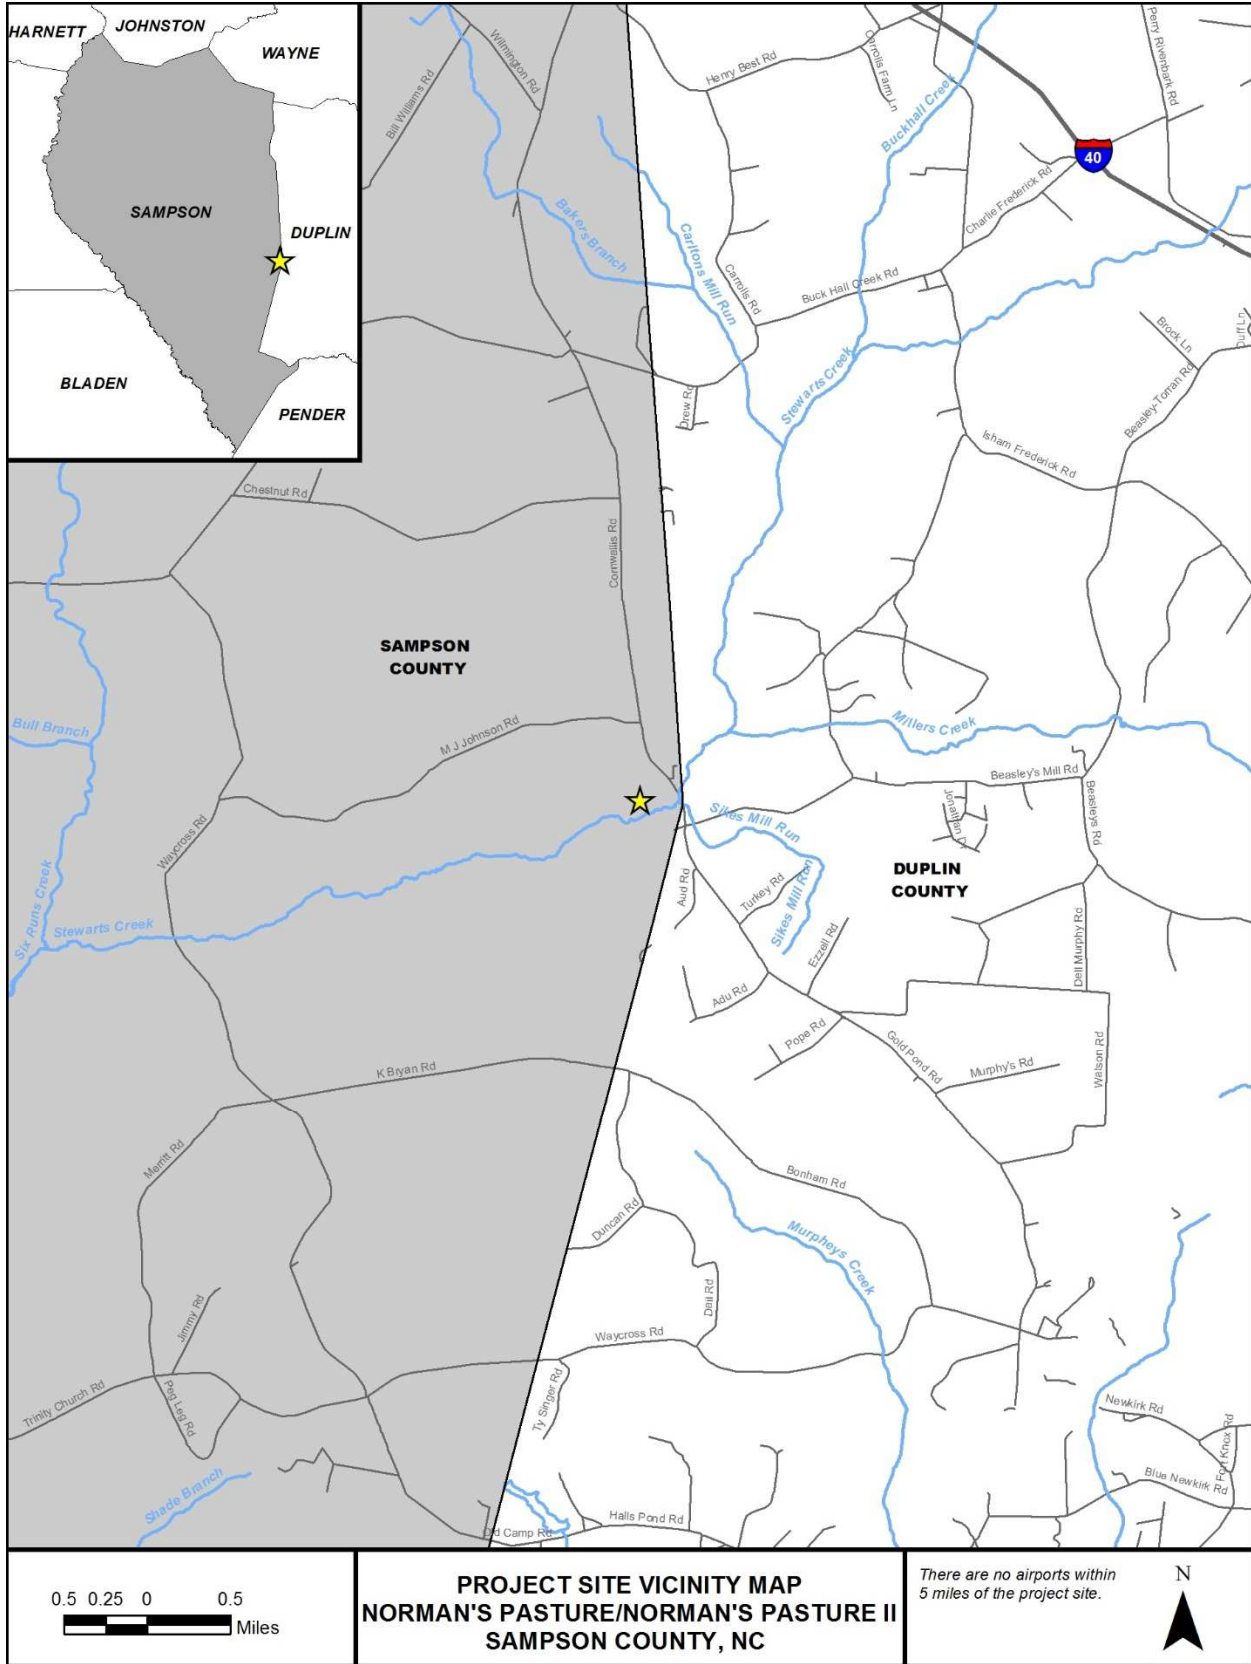 HARNETT
JOHNSTON
WAYNE
SAMPSON
DUPLIN
BLADEN
PENDER
Wilmington Rd
Bill Williams Rd
Henry Best Rd
Carrolls Farm Ln
Perry Rivenbark Rd
Buckhall Creek
40
Charlie Frederick Rd
Bakers Branch
Carltons Mill Run
Carrolls Rd
Buck Hall Creek Rd
Brock Ln
Duff Ln
Stewarts Creek
Drew Rd
Beasley-Torran Rd
Isham Frederick Rd
Chestnut Rd
Cornwallis Rd
SAMPSON
COUNTY
Bull Branch
M J Johnson Rd
Millers Creek
Beasley's Mill Rd
Jonathan Dr
Beasleys Rd
Sikes Mill Run
Waycross Rd
DUPLIN
COUNTY
Aud Rd
Turkey Rd
Sikes Mill Run
Six Runs Creek
Stewarts Creek
Ezzell Rd
Dell Murphy Rd
Adu Rd
Pope Rd
Gold Pond Rd
Murphy's Rd
Watson Rd
K Bryan Rd
Merritt Rd
Bonham Rd
Duncan Rd
Murpheys Creek
Jimmy Rd
Dail Rd
Waycross Rd
Trinity Church Rd
Peg Leg Rd
Ty Singer Rd
Newkirk Rd
Fort Knox Rd
Blue Newkirk Rd
Shade Branch
Old Camp Rd
Halls Pond Rd
0.5 0.25 0 0.5
Miles
PROJECT SITE VICINITY MAP
NORMAN'S PASTURE/NORMAN'S PASTURE II
SAMPSON COUNTY, NC
There are no airports within
5 miles of the project site.
N